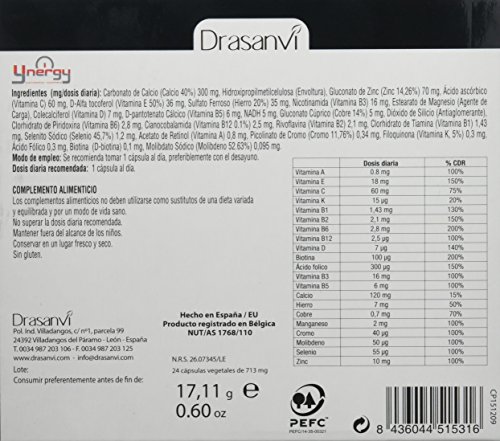 Drasanví
ynergy
Ingredientes (mg/dosis diaria): Carbonato de Calcio (Calcio 40%) 300 mg, Hidroxipropilmetilcelulosa (Envoltura), Gluconato de Zinc (Zinc 14,26%) 70 mg, Ácido ascórbico
(Vitamina C) 60 mg, D-Alfa tocoferol (Vitamina E 50%) 36 mg, Sulfato Ferroso (Hierro 20%) 35 mg, Nicotinamida (Vitamina B3) 16 mg, Estearato de Magnesio (Agente de
Carga), Colecalciferol (Vitamina D) 7 mg, D-pantotenato Cálcico (Vitamina B5) 6 mg, NADH 5 mg, Gluconato Cúprico (Cobre 14%) 5 mg, Dióxido de Silicio (Antiaglomerante),
Clorhidrato de Piridoxina (Vitamina B6) 2,8 mg, Cianocobalamida (Vitamina B12 0.1%) 2,5 mg, Rivoflavina (Vitamina B2) 2,1 mg, Clorhidrato de Tiamina (Vitamina B1) 1,43
mg, Selenito Sódico (Selenio 45,7%) 1,2 mg, Acetato de Retinol (Vitamina A) 0,8 mg, Picolinato de Cromo (Cromo 11,76%) 0,34 mg, Filoquinona (Vitamina K, 5%) 0,3 mg,
Ácido Fólico 0,3 mg, Biotina (D-biotina) 0,1 mg, Molibdato Sódico (Molibdeno 52.63%) 0,095 mg.
Modo de empleo: Se recomienda tomar 1 cápsula al día, preferiblemente con el desayuno.
Dosis diaria recomendada: 1 cápsulas al día.
COMPLEMENTO ALIMENTICIO
Los complementos alimenticios no deben utilizarse como sustitutos de una dieta variada
y equilibrada y por un modo de vida sano.
No superar la dosis diaria recomendada.
Mantener fuera del alcance de los niños.
Conservar en un lugar fresco y seco.
Sin gluten.
Dosis diaria % CDR
Vitamina A 0.8 mg 100%
Vitamina E 18 mg 150%
Vitamina C 60 mg 75%
Vitamina K 15 µg 20%
Vitamina B1 1,43 mg 130%
Vitamina B2 2,1 mg 150%
Vitamina B6 2,8 mg 200%
Vitamina B12 2,5 µg 100%
Vitamina D 7 µg 140%
Biotina 100 µg 200%
Ácido fólico 300 µg 150%
Vitamina B3 16 mg 100%
Vitamina B5 6 mg 100%
Calcio 120 mg 15%
Hierro 7 mg 50%
Cobre 0,7 mg 70%
Manganeso 2 mg 100%
Cromo 40 µg 100%
Molibdeno 50 µg 100%
Selenio 55 µg 100%
Zinc 10 mg 100%
Drasanví
Pol. Ind. Villadangos, c/ nº1, parcela 99
24392 Villadangos del Páramo - León - España
T. 0034 987 203 106 - F. 0034 987 203 125
www.drasanvi.com - info@drasanvi.com
Lote:
Consumir preferentemente antes de fin de:
Hecho en España / EU
Producto registrado en Bélgica
NUT/AS 1768/110
N.R.S. 26.07345/LE
24 cápsulas vegetales de 713 mg
17,11 g e
0.60 oz
PEFC™
PEFC/14-38-00321
8 436044 515316
CP151209